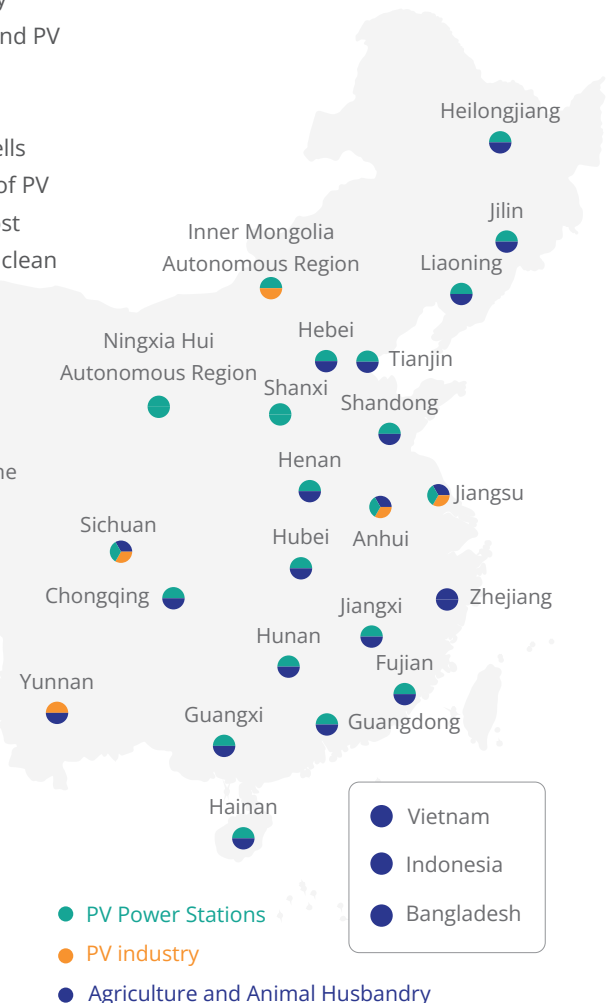 y
nd PV
ells
of PV
st
clean
ne
Heilongjiang
Jilin
Inner Mongolia
Autonomous Region
Liaoning
Hebei
Tianjin
Ningxia Hui
Autonomous Region
Shanxi
Shandong
Henan
Jiangsu
Anhui
Sichuan
Hubei
Chongqing
Zhejiang
Jiangxi
Hunan
Fujian
Yunnan
Guangxi
Guangdong
Hainan
Vietnam
Indonesia
Bangladesh
PV Power Stations
PV industry
Agriculture and Animal Husbandry